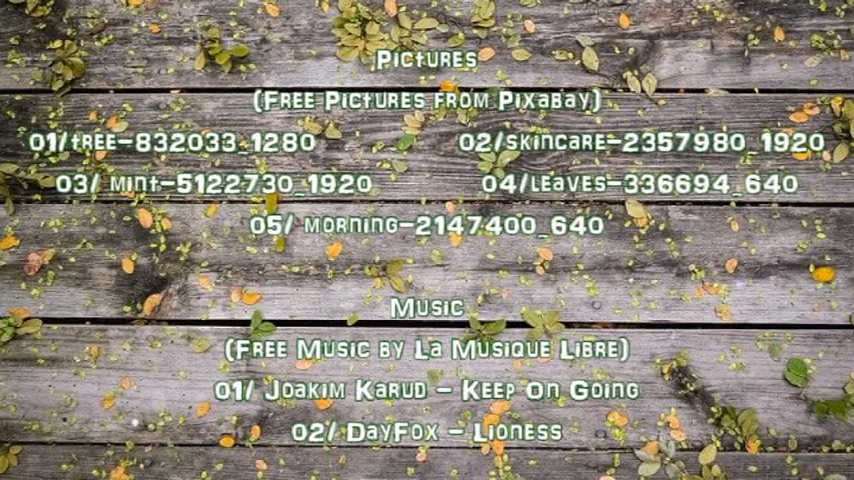 Pictures
(Free Pictures from Pixabay)
01/tree-832033_1280 02/skincare-2357980_1920
03/ mint-5122730_1920 04/leaves-336694_640
05/ morning-2147400_640
Music
(Free Music by La Musique Libre)
01/ Joakim Karud - Keep On Going
02/ DayFox - Lioness